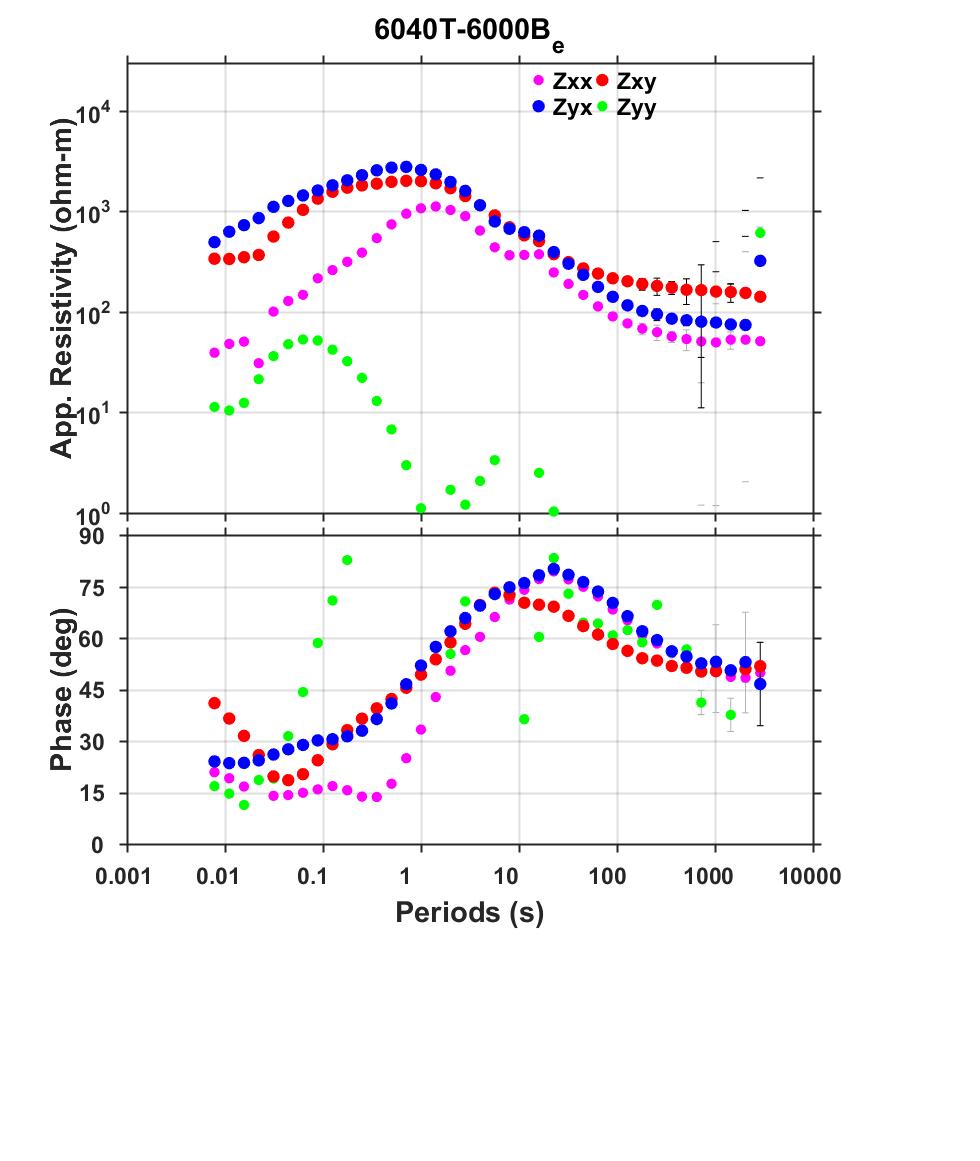 6040T-6000Be
Zxx Zxy
Zyx Zyy
App. Resistivity (ohm-m)
10^4
10^3
10^2
10^1
10^0
Phase (deg)
90
75
60
45
30
15
0
0.001 0.01 0.1 1 10 100 1000 10000
Periods (s)